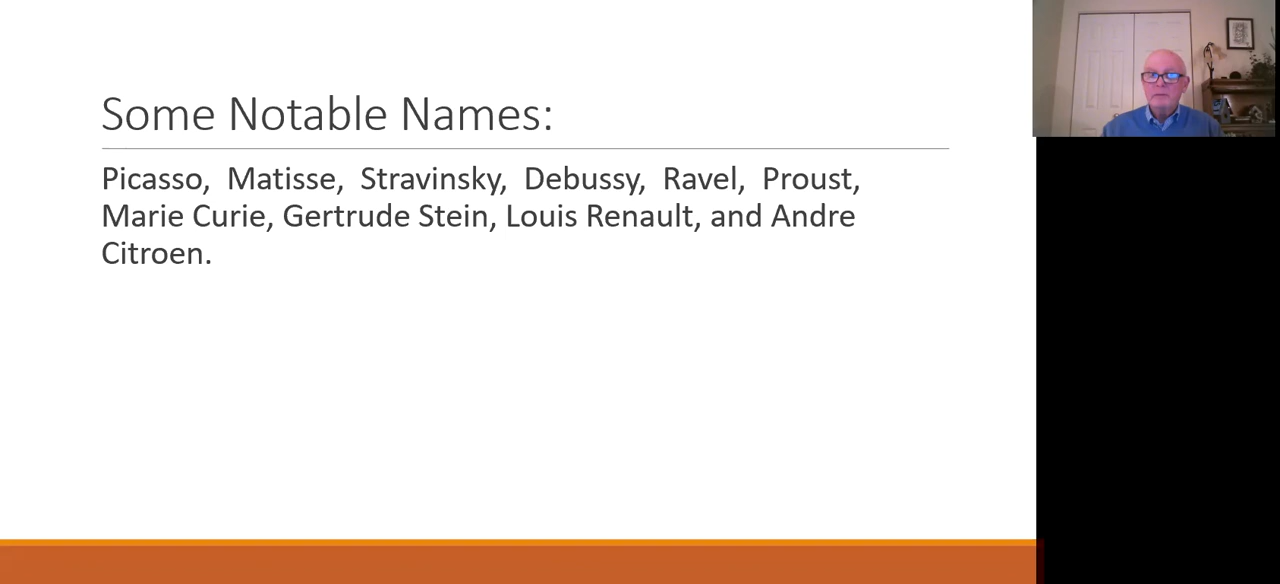 Some Notable Names:
Picasso, Matisse, Stravinsky, Debussy, Ravel, Proust,
Marie Curie, Gertrude Stein, Louis Renault, and Andre
Citroen.